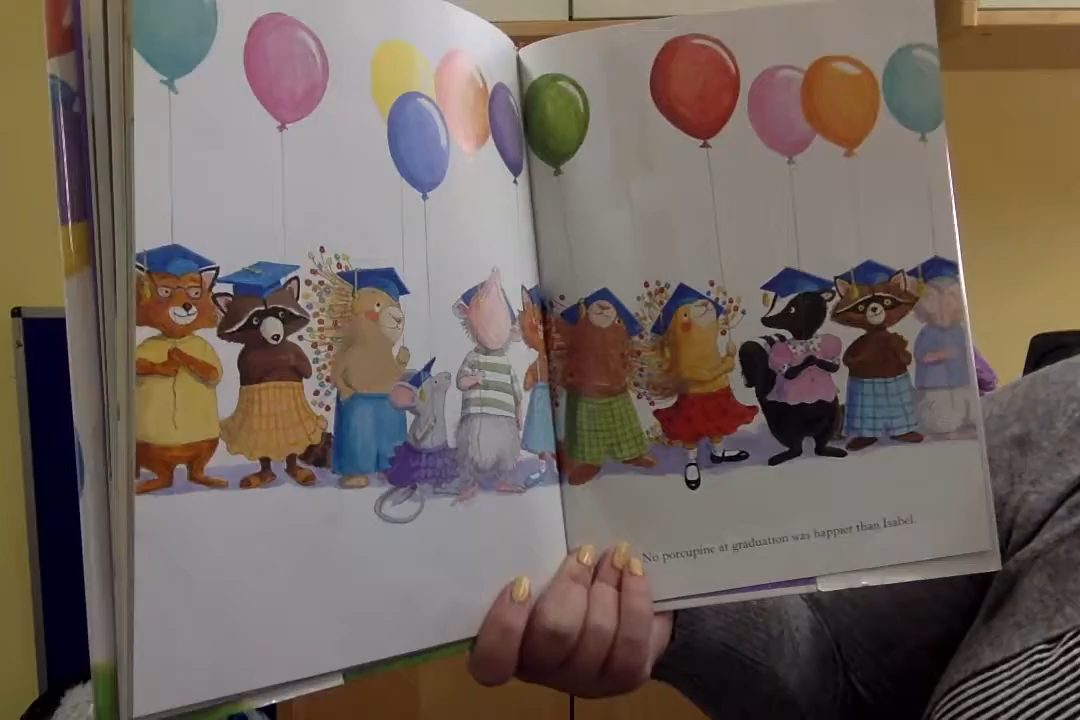 No porcupine at graduation was happier than Isabel.